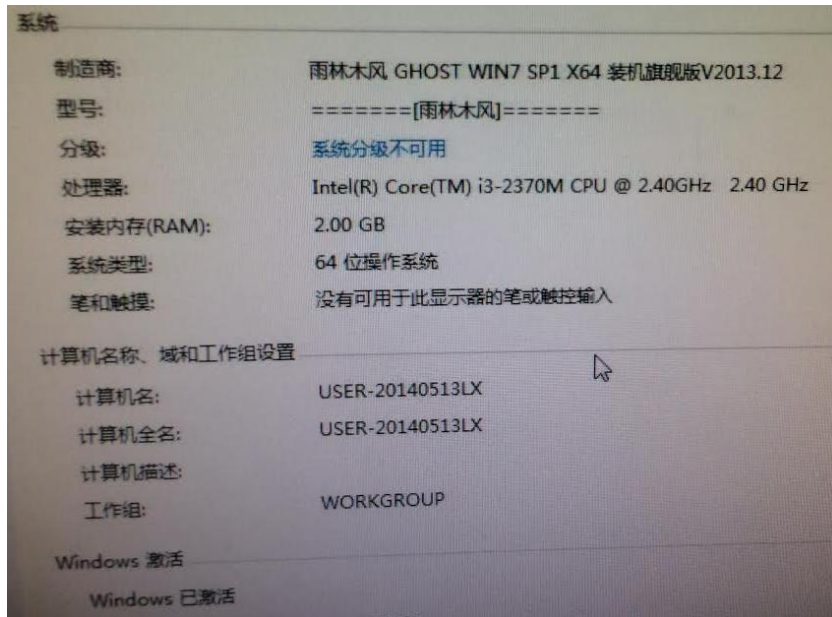 系统
制造商: 雨林木风 GHOST WIN7 SP1 X64 装机旗舰版V2013.12
型号: =======[雨林木风]=======
分级: 系统分级不可用
处理器: Intel(R) Core(TM) i3-2370M CPU @ 2.40GHz 2.40 GHz
安装内存(RAM): 2.00 GB
系统类型: 64 位操作系统
笔和触摸: 没有可用于此显示器的笔或触控输入
计算机名称、域和工作组设置
计算机名: USER-20140513LX
计算机全名: USER-20140513LX
计算机描述:
工作组: WORKGROUP
Windows 激活
Windows 已激活